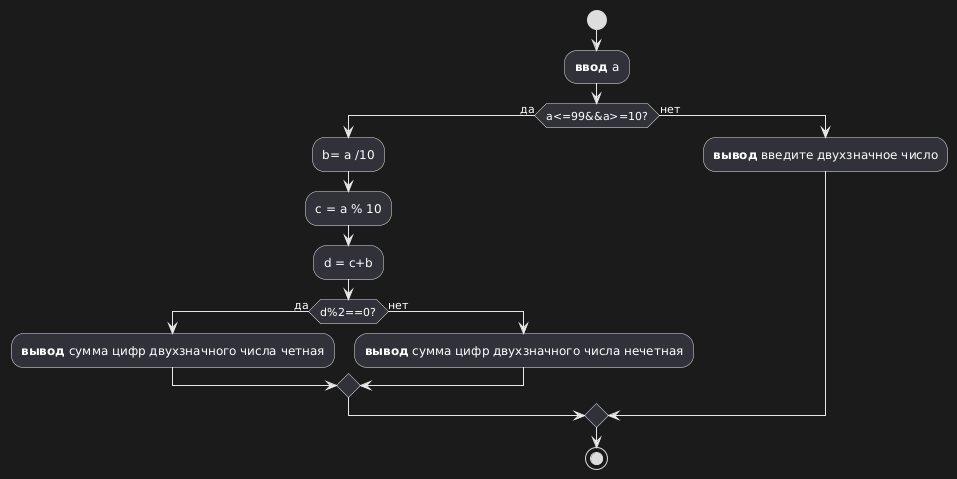 ввод a
да
a<=99&&a>=10?
нет
b= a /10
вывод введите двухзначное число
c = a % 10
d = c+b
да
d%2==0?
нет
вывод сумма цифр двухзначного числа четная
вывод сумма цифр двухзначного числа нечетная